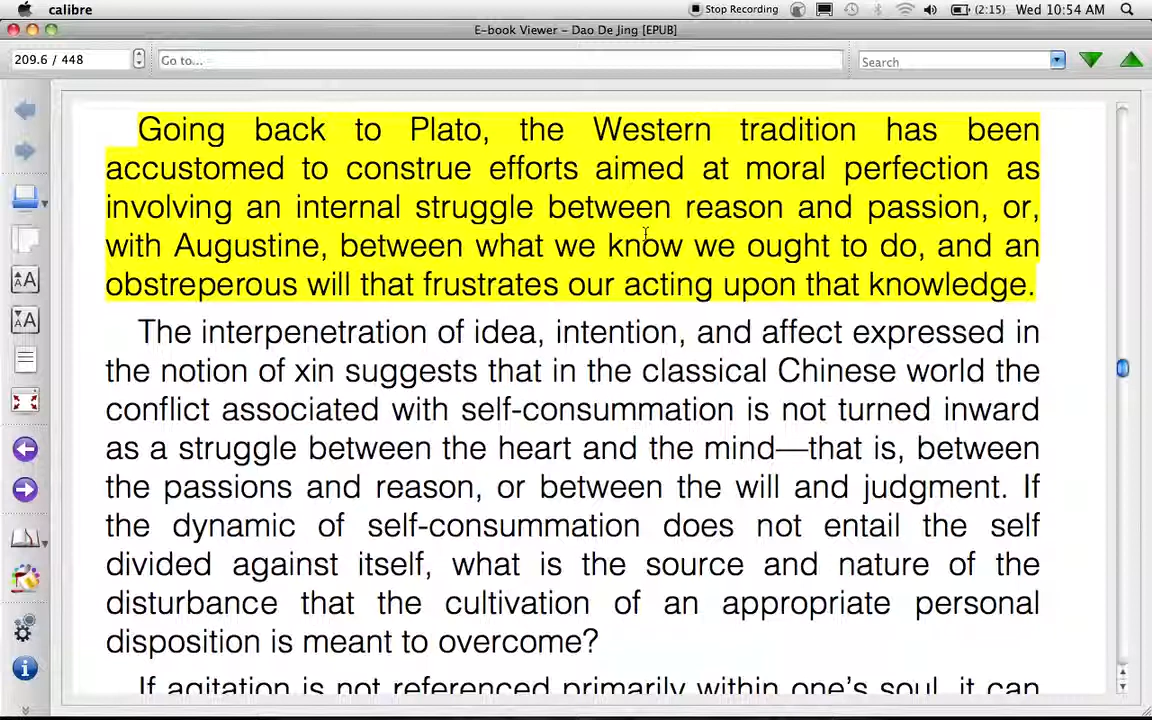 calibre Stop Recording (2:15) Wed 10:54 AM
E-book Viewer – Dao De Jing [EPUB]
209.6 / 448 Go to... Search
Going back to Plato, the Western tradition has been
accustomed to construe efforts aimed at moral perfection as
involving an internal struggle between reason and passion, or,
with Augustine, between what we know we ought to do, and an
obstreperous will that frustrates our acting upon that knowledge.
The interpenetration of idea, intention, and affect expressed in
the notion of xin suggests that in the classical Chinese world the
conflict associated with self-consummation is not turned inward
as a struggle between the heart and the mind—that is, between
the passions and reason, or between the will and judgment. If
the dynamic of self-consummation does not entail the self
divided against itself, what is the source and nature of the
disturbance that the cultivation of an appropriate personal
disposition is meant to overcome?
If agitation is not referenced primarily within one's soul, it can